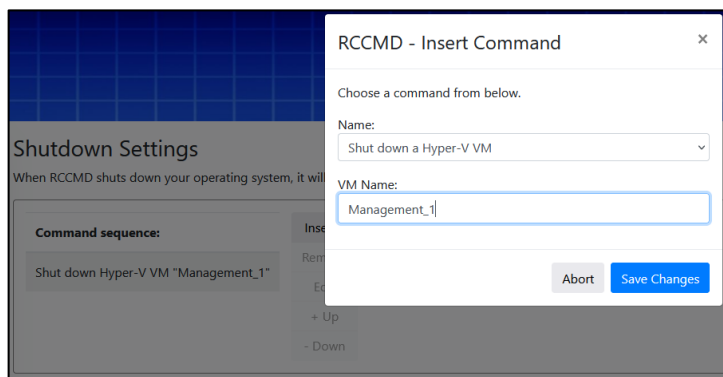 RCCMD - Insert Command
×
Choose a command from below.
Name:
Shut down a Hyper-V VM
VM Name:
Management_1
Abort
Save Changes
Shutdown Settings
When RCCMD shuts down your operating system, it will
Command sequence:
Shut down Hyper-V VM "Management_1"
+ Up
- Down